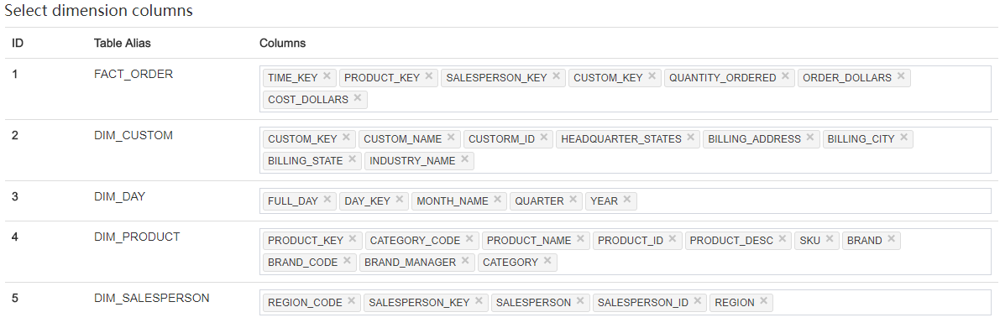 Select dimension columns
ID Table Alias Columns
1 FACT_ORDER TIME_KEY × PRODUCT_KEY × SALESPERSON_KEY × CUSTOM_KEY × QUANTITY_ORDERED × ORDER_DOLLARS ×
COST_DOLLARS ×
2 DIM_CUSTOM CUSTOM_KEY × CUSTOM_NAME × CUSTORM_ID × HEADQUARTER_STATES × BILLING_ADDRESS × BILLING_CITY ×
BILLING_STATE × INDUSTRY_NAME ×
3 DIM_DAY FULL_DAY × DAY_KEY × MONTH_NAME × QUARTER × YEAR ×
4 DIM_PRODUCT PRODUCT_KEY × CATEGORY_CODE × PRODUCT_NAME × PRODUCT_ID × PRODUCT_DESC × SKU × BRAND ×
BRAND_CODE × BRAND_MANAGER × CATEGORY ×
5 DIM_SALESPERSON REGION_CODE × SALESPERSON_KEY × SALESPERSON × SALESPERSON_ID × REGION ×